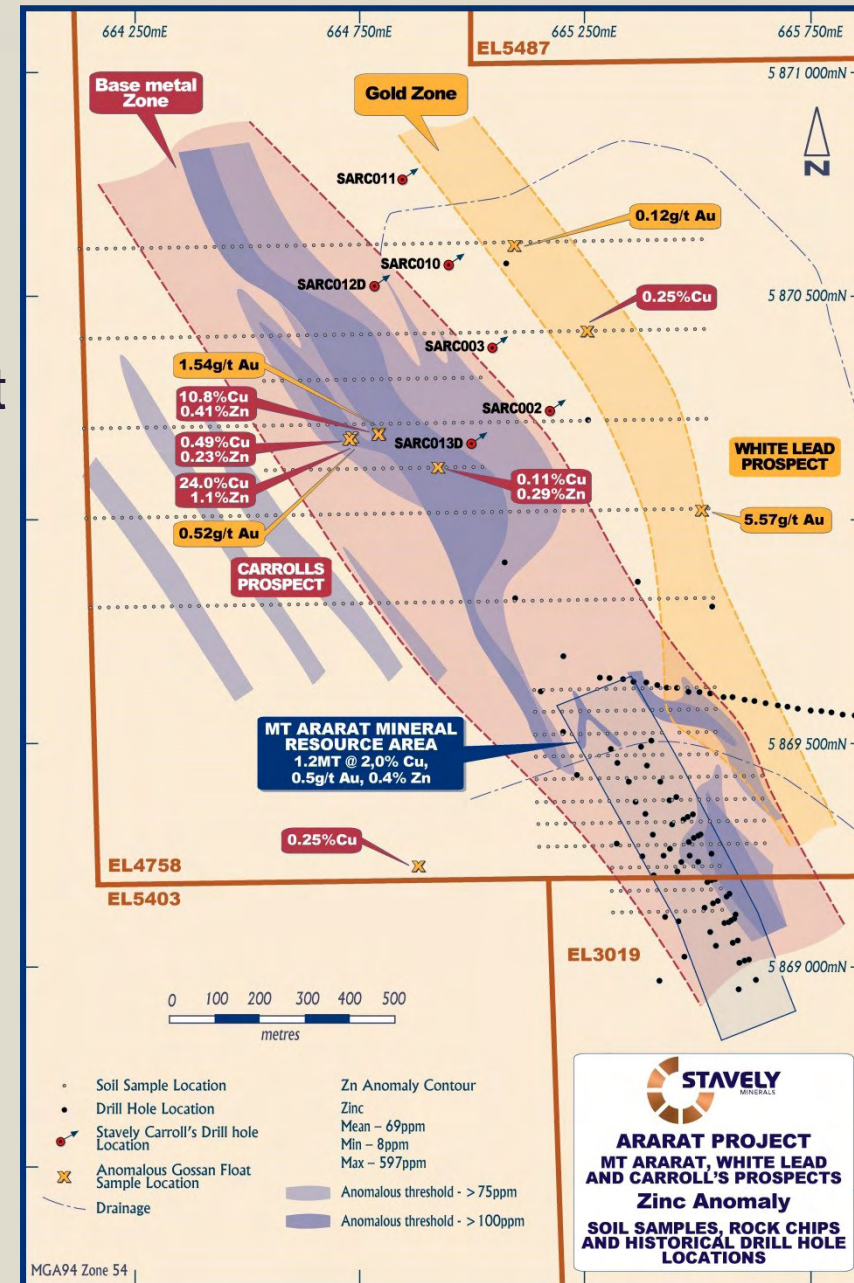 664 250mE
664 750mE
665 250mE
665 750mE
EL5487
5 871 000mN
Base metal
Zone
Gold Zone
N
SARC011
0.12g/t Au
SARC010
SARC012D
0.25%Cu
5 870 500mN
SARC003
1.54g/t Au
10.8%Cu
0.41%Zn
SARC002
0.49%Cu
0.23%Zn
SARC013D
WHITE LEAD
PROSPECT
24.0%Cu
1.1%Zn
0.11%Cu
0.29%Zn
0.52g/t Au
5.57g/t Au
CARROLLS
PROSPECT
MT ARARAT MINERAL
RESOURCE AREA
1.2MT @ 2,0% Cu,
0.5g/t Au, 0.4% Zn
5 869 500mN
0.25%Cu
EL4758
EL5403
EL3019
5 869 000mN
0 100 200 300 400 500
metres
Soil Sample Location
Drill Hole Location
Stavely Carroll's Drill hole
Location
Anomalous Gossan Float
Sample Location
Drainage
Zn Anomaly Contour
Zinc
Mean – 69ppm
Min – 8ppm
Max – 597ppm
Anomalous threshold - >75ppm
Anomalous threshold - >100ppm
STAVELY
MINERALS
ARARAT PROJECT
MT ARARAT, WHITE LEAD
AND CARROLL'S PROSPECTS
Zinc Anomaly
SOIL SAMPLES, ROCK CHIPS
AND HISTORICAL DRILL HOLE
LOCATIONS
MGA94 Zone 54